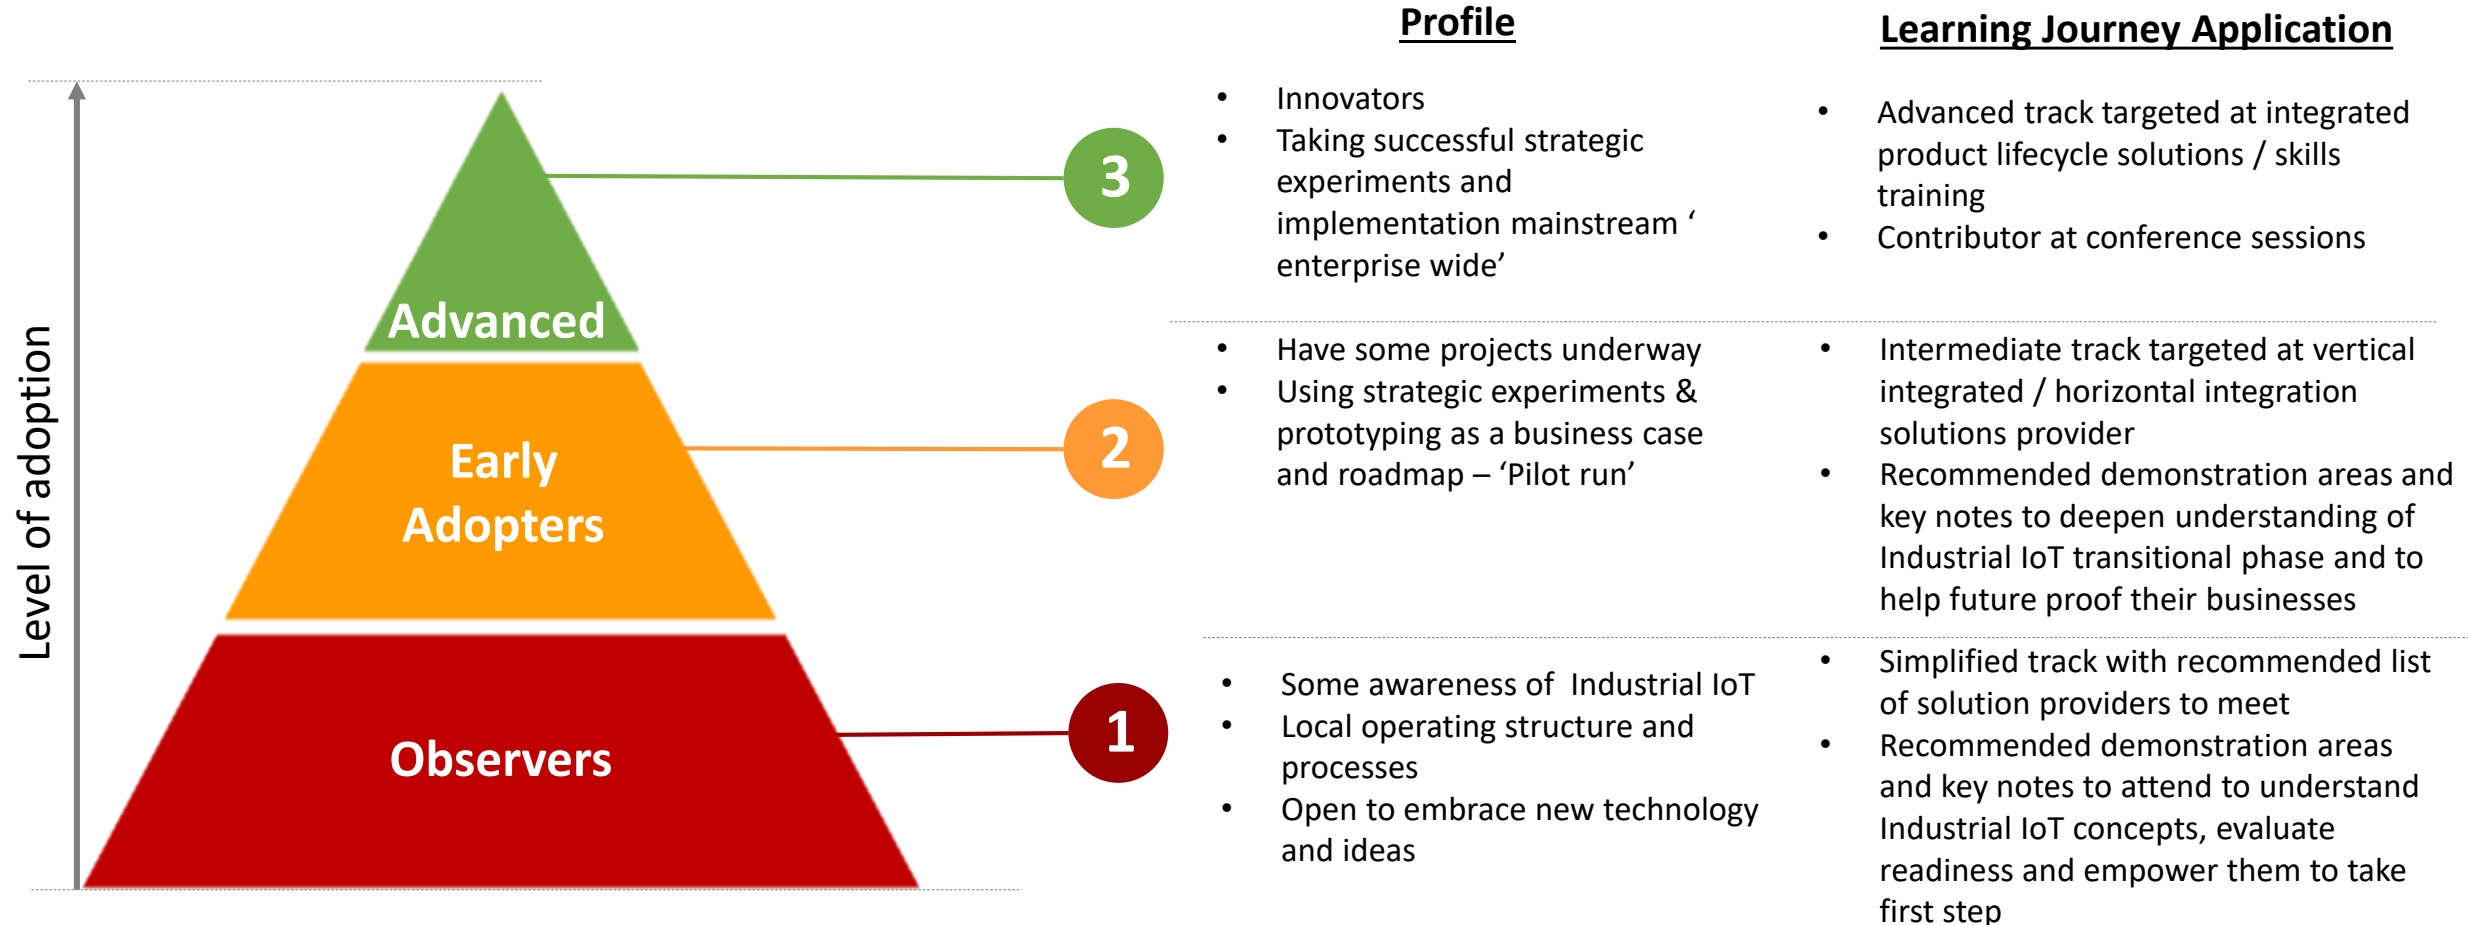 Profile
Learning Journey Application
Level of adoption
Advanced
Early
Adopters
Observers
3
• Innovators
• Taking successful strategic
experiments and
implementation mainstream ‘
enterprise wide’
• Advanced track targeted at integrated
product lifecycle solutions / skills
training
• Contributor at conference sessions
2
• Have some projects underway
• Using strategic experiments &
prototyping as a business case
and roadmap – ‘Pilot run’
• Intermediate track targeted at vertical
integrated / horizontal integration
solutions provider
• Recommended demonstration areas and
key notes to deepen understanding of
Industrial IoT transitional phase and to
help future proof their businesses
1
• Some awareness of  Industrial IoT
• Local operating structure and
processes
• Open to embrace new technology
and ideas
• Simplified track with recommended list
of solution providers to meet
• Recommended demonstration areas
and key notes to attend to understand
Industrial IoT concepts, evaluate
readiness and empower them to take
first step